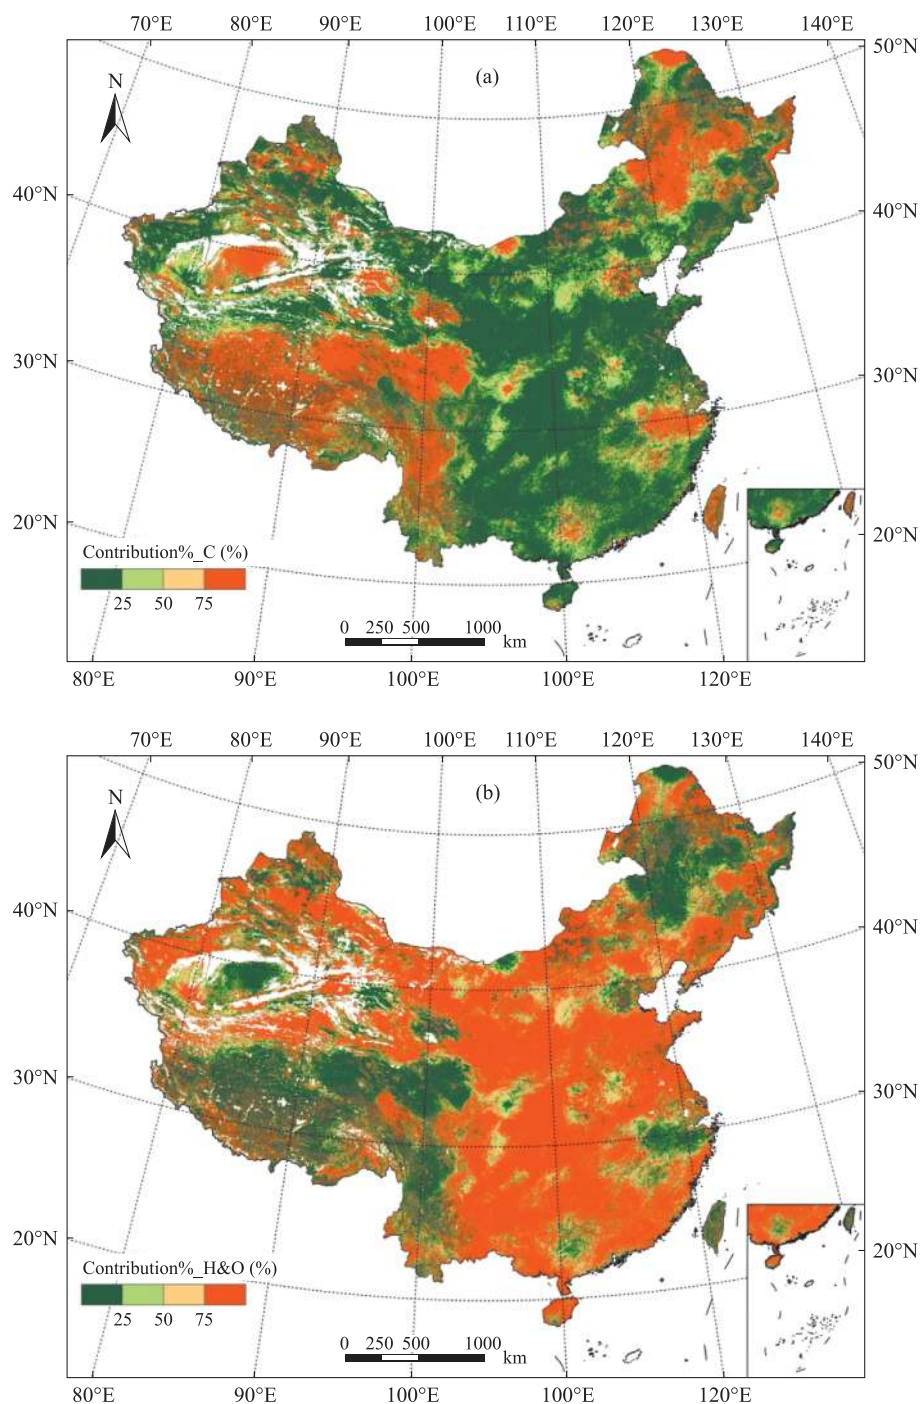 70°E 80°E 90°E 100°E 110°E 120°E 130°E 140°E
50°N
(a)
N
40°N
40°N
30°N
30°N
20°N
20°N
Contribution%_C (%)
25 50 75
0 250 500 1000
km
80°E 90°E 100°E 100°E 120°E
70°E 80°E 90°E 100°E 110°E 120°E 130°E 140°E
50°N
(b)
N
40°N
40°N
30°N
30°N
20°N
20°N
Contribution%_H&O (%)
25 50 75
0 250 500 1000
km
80°E 90°E 100°E 100°E 120°E